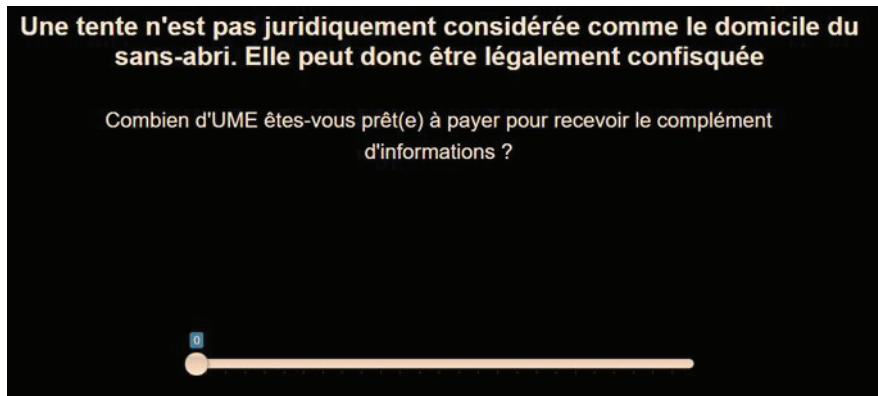 Une tente n'est pas juridiquement considérée comme le domicile du
sans-abri. Elle peut donc être légalement confisquée
Combien d'UME êtes-vous prêt(e) à payer pour recevoir le complément
d'informations ?
0